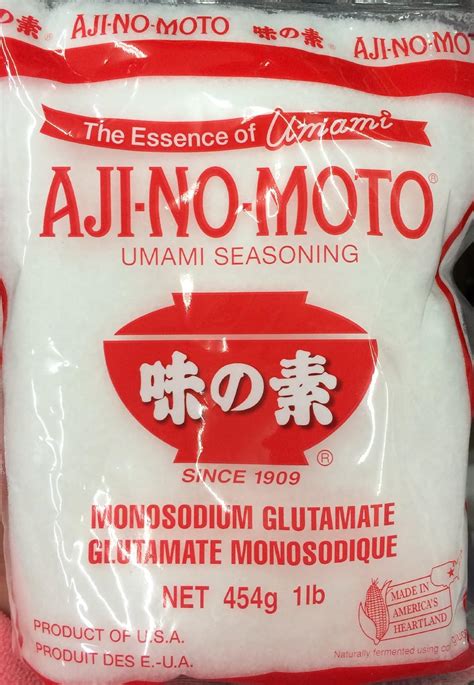 AJI-NO-MOTO® 味の素 AJI-NO-MOTO
The Essence of Umami
AJI-NO-MOTO®
UMAMI SEASONING
味の素®
SINCE 1909
MONOSODIUM GLUTAMATE
GLUTAMATE MONOSODIQUE
NET 454g 1lb
MADE IN
AMERICA'S
HEARTLAND
PRODUCT OF U.S.A.
PRODUIT DES E.-U.A.
Naturally fermented using